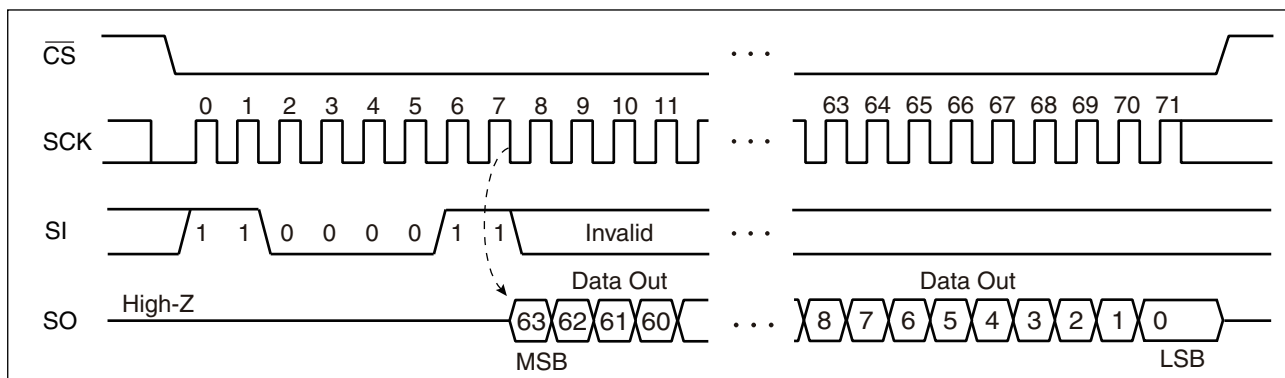 CS
. . .
0 1 2 3 4 5 6 7 8 9 10 11 63 64 65 66 67 68 69 70 71
SCK
. . .
SI 1 1 0 0 0 0 1 1 Invalid . . .
Data Out Data Out
High-Z
SO 63 62 61 60 . . . 8 7 6 5 4 3 2 1 0
MSB LSB